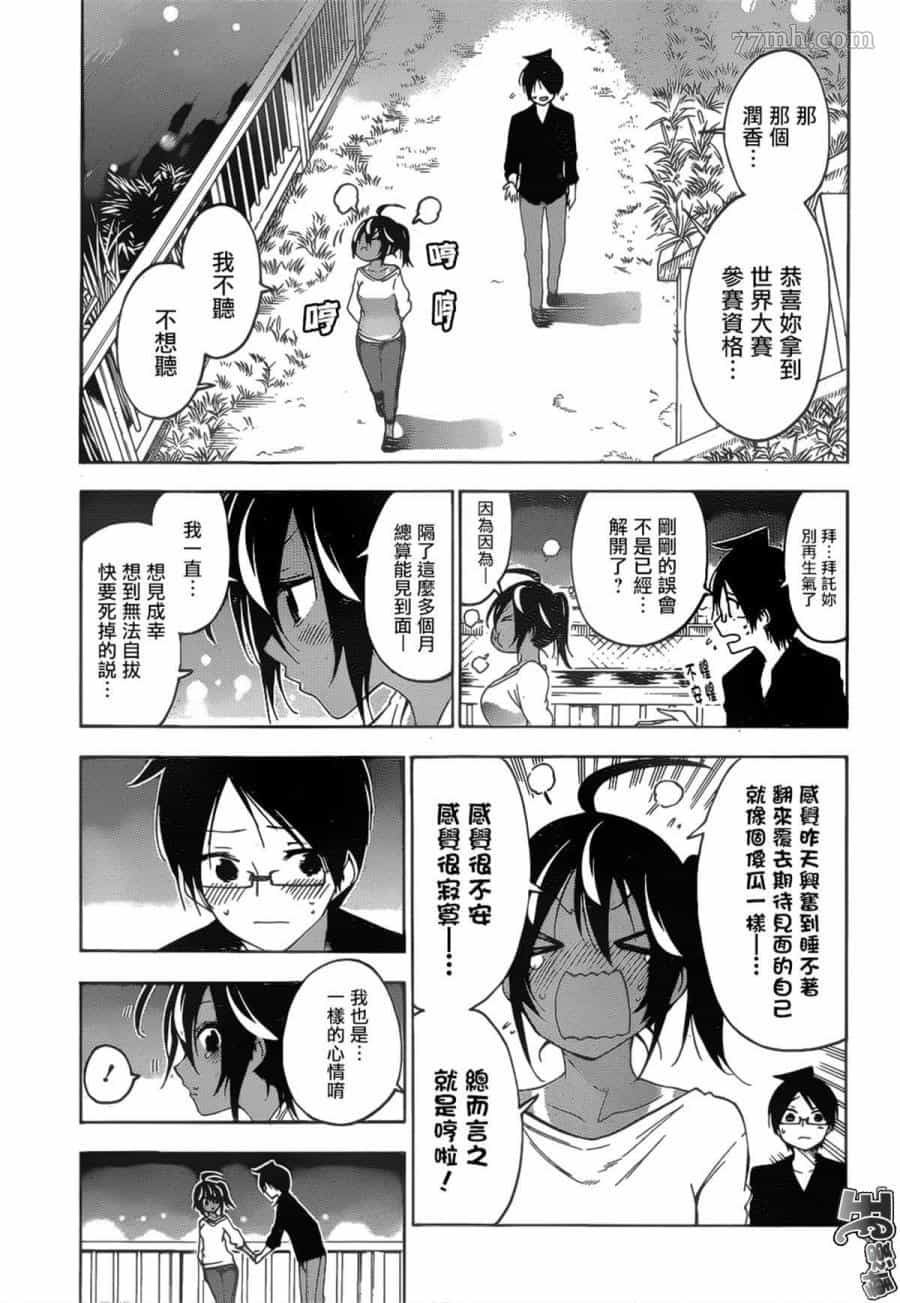 77mh.com
那
那個
潤香…
恭喜妳拿到
世界大賽
參賽資格…
哼
哼
哼
我不聽
不想聽
拜…拜託妳
別再生氣了
惶惶
不安
剛剛的誤會
不是已經…
解開了？
因為因為—
隔了這麼多個月
總算能見到面—
我一直…
想見成幸
想到無法自拔
快要死掉的說
感覺昨天興奮到睡不著
翻來覆去期待見面的自己
就像個傻瓜一樣—…
感覺很不安
感覺很寂寞—…
總而言之
就是哼啦！
我也是…
一樣的心情唷
！